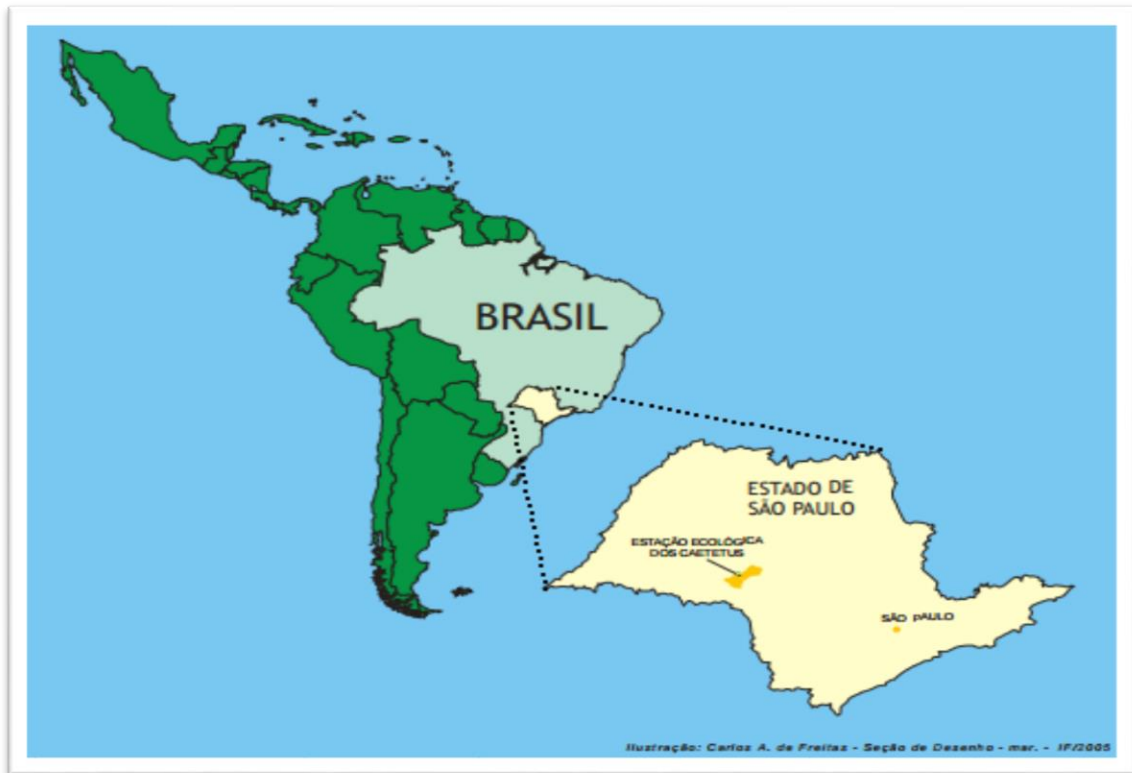 BRASIL
ESTADO DE
SÃO PAULO
ESTAÇÃO ECOLÓGICA
DOS CAETETUS
SÃO PAULO
Ilustração: Carlos A. de Freitas - Seção de Desenho - mar. - IF/2005